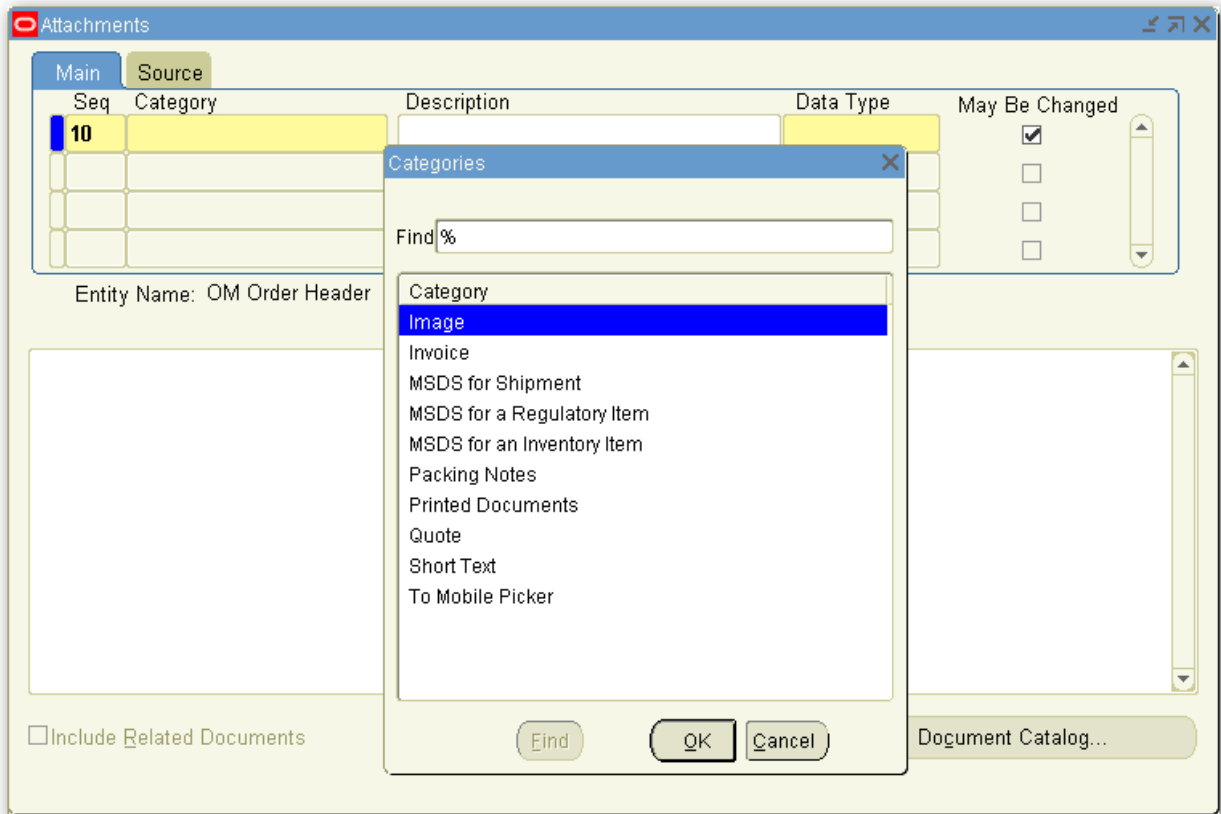 Attachments
Main Source
Seq Category Description Data Type May Be Changed
10
Categories
Find %
Entity Name: OM Order Header
Category
Image
Invoice
MSDS for Shipment
MSDS for a Regulatory Item
MSDS for an Inventory Item
Packing Notes
Printed Documents
Quote
Short Text
To Mobile Picker
Include Related Documents
Find OK Cancel
Document Catalog...